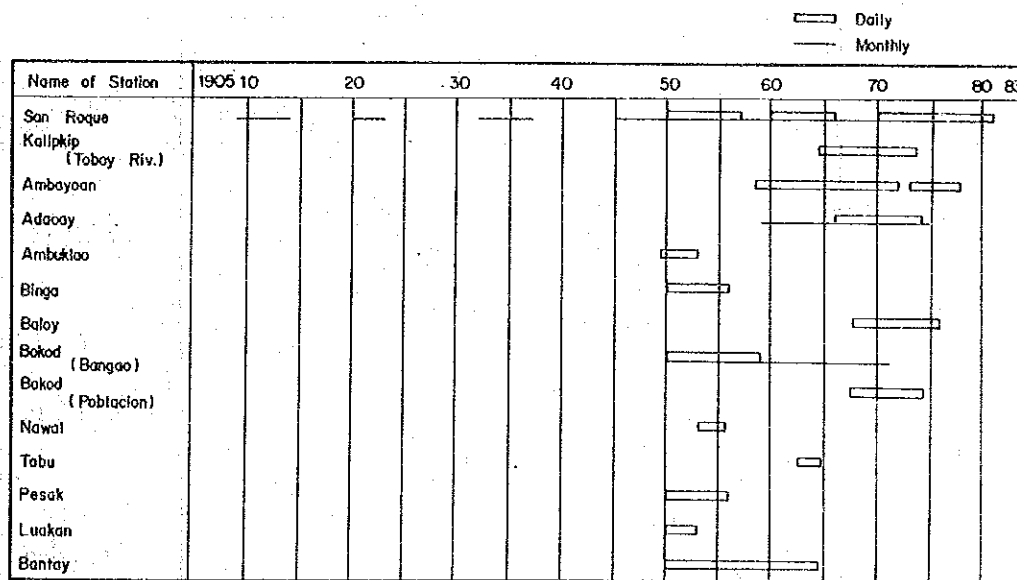 Daily
Monthly
Name of Station 1905 10 20 30 40 50 60 70 80 83
San Roque
Kalipkip
(Tobay Riv.)
Ambayoan
Adaoay
Ambuklao
Binga
Baloy
Bokod
(Bangao)
Bokod
(Poblacion)
Nawal
Tabu
Pesak
Luakan
Bantay